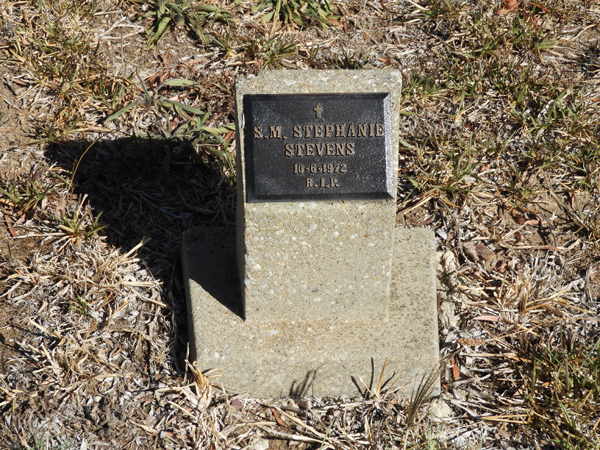 S.M. STEPHANIE
STEVENS
10-6-1972
R.I.P.